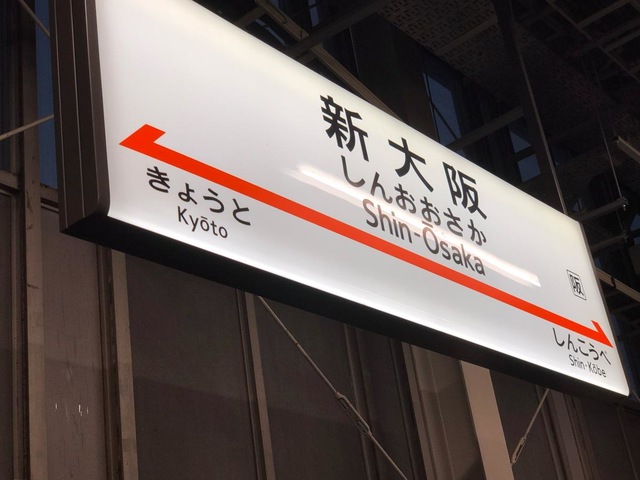 新大阪
しんおおさか
Shin-Ōsaka
きょうと
Kyōto
阪
しんこうべ
Shin-Kōbe